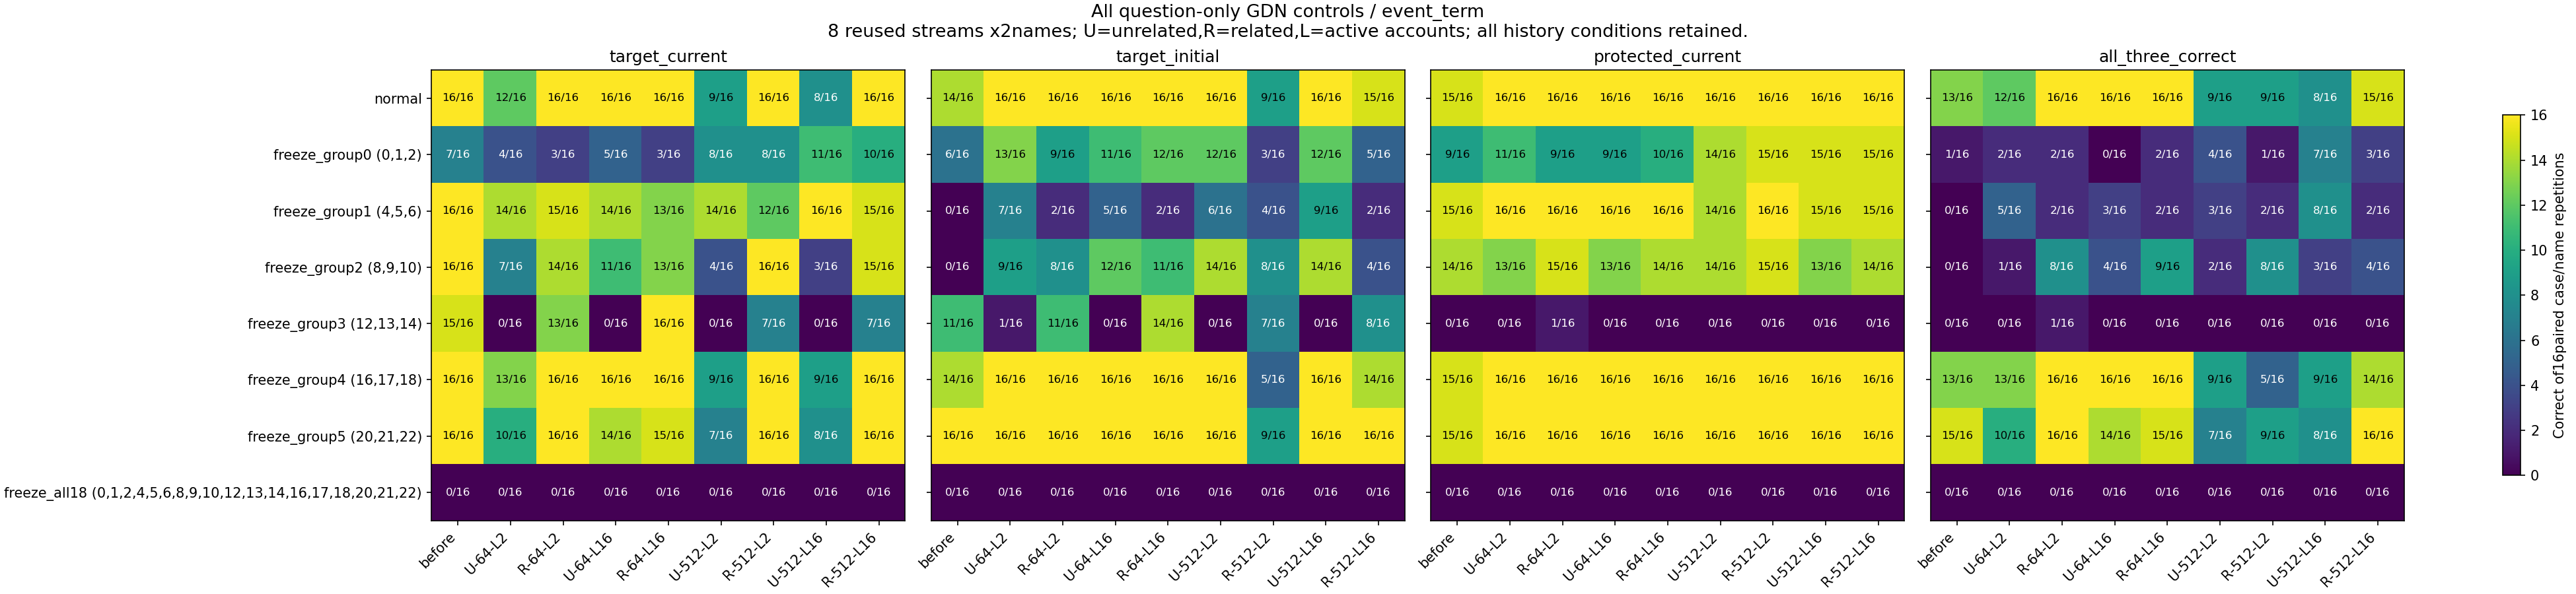 All question-only GDN controls / event_term
8 reused streams x2names; U=unrelated,R=related,L=active accounts; all history conditions retained.
target_current
target_initial
protected_current
all_three_correct
normal
16/16 12/16 16/16 16/16 16/16 9/16 16/16 8/16 16/16
14/16 16/16 16/16 16/16 16/16 16/16 9/16 16/16 15/16
15/16 16/16 16/16 16/16 16/16 16/16 16/16 16/16 16/16
13/16 12/16 16/16 16/16 16/16 9/16 9/16 8/16 15/16
freeze_group0 (0,1,2)
7/16 4/16 3/16 5/16 3/16 8/16 8/16 11/16 10/16
6/16 13/16 9/16 11/16 12/16 12/16 3/16 12/16 5/16
9/16 11/16 9/16 9/16 10/16 14/16 15/16 15/16 15/16
1/16 2/16 2/16 0/16 2/16 4/16 1/16 7/16 3/16
freeze_group1 (4,5,6)
16/16 14/16 15/16 14/16 13/16 14/16 12/16 16/16 15/16
0/16 7/16 2/16 5/16 2/16 6/16 4/16 9/16 2/16
15/16 16/16 16/16 16/16 16/16 14/16 16/16 15/16 15/16
0/16 5/16 2/16 3/16 2/16 3/16 2/16 8/16 2/16
freeze_group2 (8,9,10)
16/16 7/16 14/16 11/16 13/16 4/16 16/16 3/16 15/16
0/16 9/16 8/16 12/16 11/16 14/16 8/16 14/16 4/16
14/16 13/16 15/16 13/16 14/16 14/16 15/16 13/16 14/16
0/16 1/16 8/16 4/16 9/16 2/16 8/16 3/16 4/16
freeze_group3 (12,13,14)
15/16 0/16 13/16 0/16 16/16 0/16 7/16 0/16 7/16
11/16 1/16 11/16 0/16 14/16 0/16 7/16 0/16 8/16
0/16 0/16 1/16 0/16 0/16 0/16 0/16 0/16 0/16
0/16 0/16 1/16 0/16 0/16 0/16 0/16 0/16 0/16
freeze_group4 (16,17,18)
16/16 13/16 16/16 16/16 16/16 9/16 16/16 9/16 16/16
14/16 16/16 16/16 16/16 16/16 16/16 5/16 16/16 14/16
15/16 16/16 16/16 16/16 16/16 16/16 16/16 16/16 16/16
13/16 13/16 16/16 16/16 16/16 9/16 5/16 9/16 14/16
freeze_group5 (20,21,22)
16/16 10/16 16/16 14/16 15/16 7/16 16/16 8/16 16/16
16/16 16/16 16/16 16/16 16/16 16/16 9/16 16/16 16/16
15/16 16/16 16/16 16/16 16/16 16/16 16/16 16/16 16/16
15/16 10/16 16/16 14/16 15/16 7/16 9/16 8/16 16/16
freeze_all18 (0,1,2,4,5,6,8,9,10,12,13,14,16,17,18,20,21,22)
0/16 0/16 0/16 0/16 0/16 0/16 0/16 0/16 0/16
0/16 0/16 0/16 0/16 0/16 0/16 0/16 0/16 0/16
0/16 0/16 0/16 0/16 0/16 0/16 0/16 0/16 0/16
0/16 0/16 0/16 0/16 0/16 0/16 0/16 0/16 0/16
before U-64-L2 R-64-L2 U-64-L16 R-64-L16 U-512-L2 R-512-L2 U-512-L16 R-512-L16
before U-64-L2 R-64-L2 U-64-L16 R-64-L16 U-512-L2 R-512-L2 U-512-L16 R-512-L16
before U-64-L2 R-64-L2 U-64-L16 R-64-L16 U-512-L2 R-512-L2 U-512-L16 R-512-L16
before U-64-L2 R-64-L2 U-64-L16 R-64-L16 U-512-L2 R-512-L2 U-512-L16 R-512-L16
16
14
12
10
8
6
4
2
0
Correct of16paired case/name repetitions